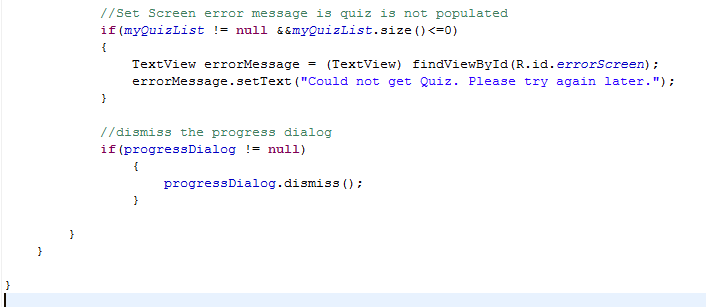 //Set Screen error message is quiz is not populated
if(myQuizList != null &&myQuizList.size()<=0)
{
TextView errorMessage = (TextView) findViewById(R.id.errorScreen);
errorMessage.setText("Could not get Quiz. Please try again later.");
}
//dismiss the progress dialog
if(progressDialog != null)
{
progressDialog.dismiss();
}
}
}
}